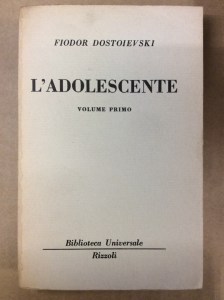 FIODOR DOSTOIEVSKI
L'ADOLESCENTE
VOLUME PRIMO
Biblioteca Universale
Rizzoli